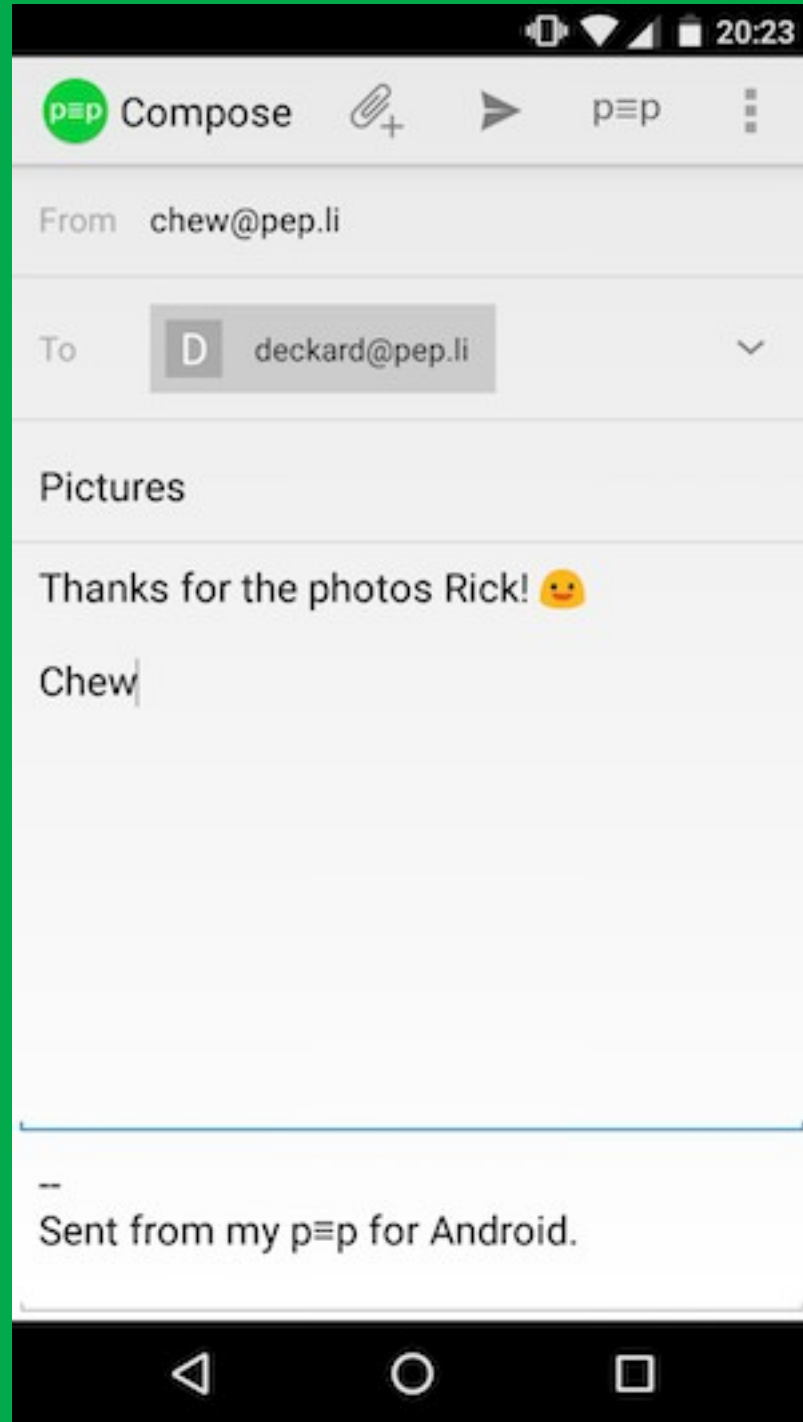 20:23
p≡p Compose p≡p
From chew@pep.li
To D deckard@pep.li
Pictures
Thanks for the photos Rick! 🙂
Chew
--
Sent from my p≡p for Android.